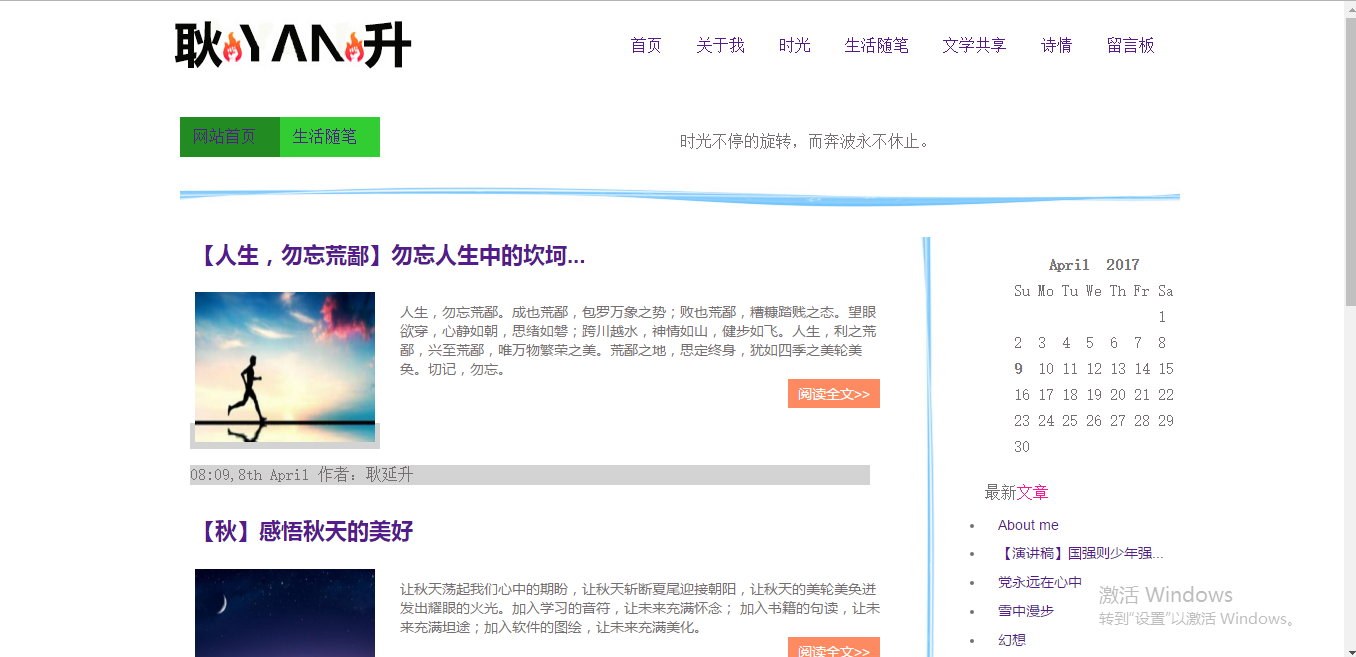 耿YAN升
首页 关于我 时光 生活随笔 文学共享 诗情 留言板
网站首页 生活随笔
时光不停的旋转，而奔波永不休止。
【人生，勿忘荒鄙】勿忘人生中的坎坷...
人生，勿忘荒鄙。成也荒鄙，包罗万象之势；败也荒鄙，糟糠踏贱之态。望眼
欲穿，心静如朝，思绪如磐；跨川越水，神情如山，健步如飞。人生，利之荒
鄙，兴至荒鄙，唯万物繁荣之美。荒鄙之地，思定终身，犹如四季之美轮美
奂。切记，勿忘。
阅读全文>>
08:09,8th April 作者：耿延升
【秋】感悟秋天的美好
让秋天荡起我们心中的期盼，让秋天斩断夏尾迎接朝阳，让秋天的美轮美奂迸
发出耀眼的火光。加入学习的音符，让未来充满怀念； 加入书籍的句读，让未
来充满坦途；加入软件的图绘，让未来充满美化。
阅读全文>>
April 2017
Su Mo Tu We Th Fr Sa
1
2 3 4 5 6 7 8
9 10 11 12 13 14 15
16 17 18 19 20 21 22
23 24 25 26 27 28 29
30
最新文章
About me
【演讲稿】国强则少年强...
党永远在心中
雪中漫步
幻想
激活 Windows
转到“设置”以激活 Windows。